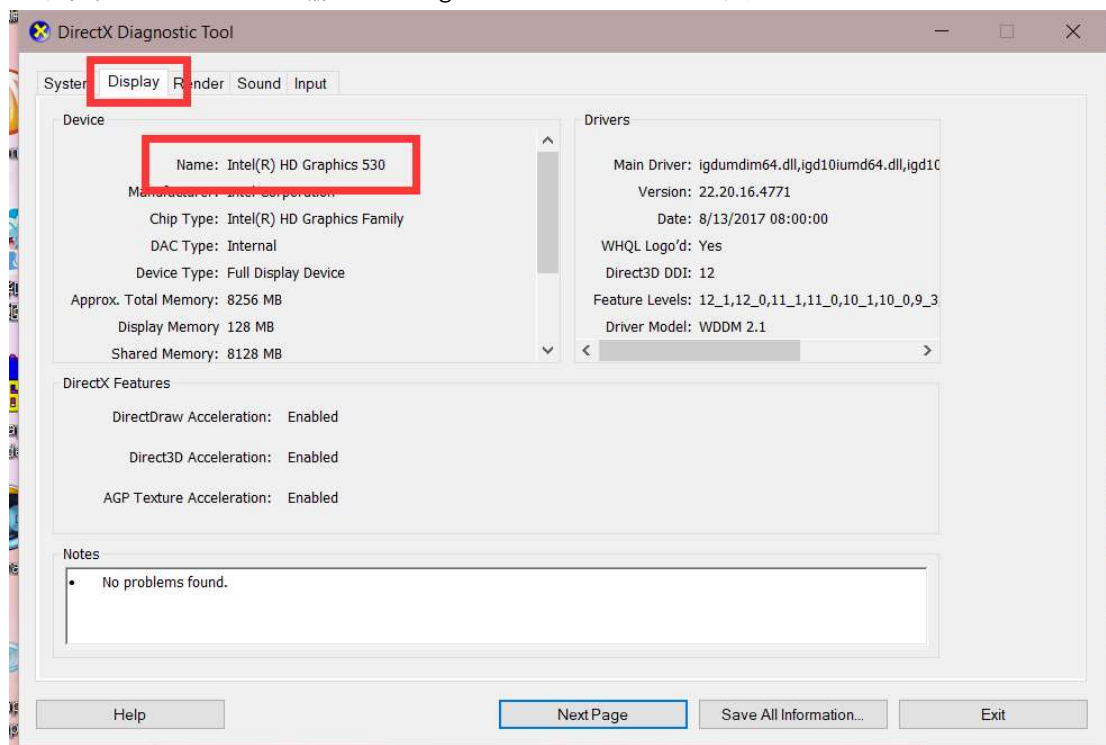 DirectX Diagnostic Tool
System Display Render Sound Input
Device
Name: Intel(R) HD Graphics 530
Manufacturer: Intel Corporation
Chip Type: Intel(R) HD Graphics Family
DAC Type: Internal
Device Type: Full Display Device
Approx. Total Memory: 8256 MB
Display Memory 128 MB
Shared Memory: 8128 MB
Drivers
Main Driver: igdumdim64.dll,igd10iumd64.dll,igd10
Version: 22.20.16.4771
Date: 8/13/2017 08:00:00
WHQL Logo'd: Yes
Direct3D DDI: 12
Feature Levels: 12_1,12_0,11_1,11_0,10_1,10_0,9_3
Driver Model: WDDM 2.1
DirectX Features
DirectDraw Acceleration: Enabled
Direct3D Acceleration: Enabled
AGP Texture Acceleration: Enabled
Notes
• No problems found.
Help Next Page Save All Information... Exit